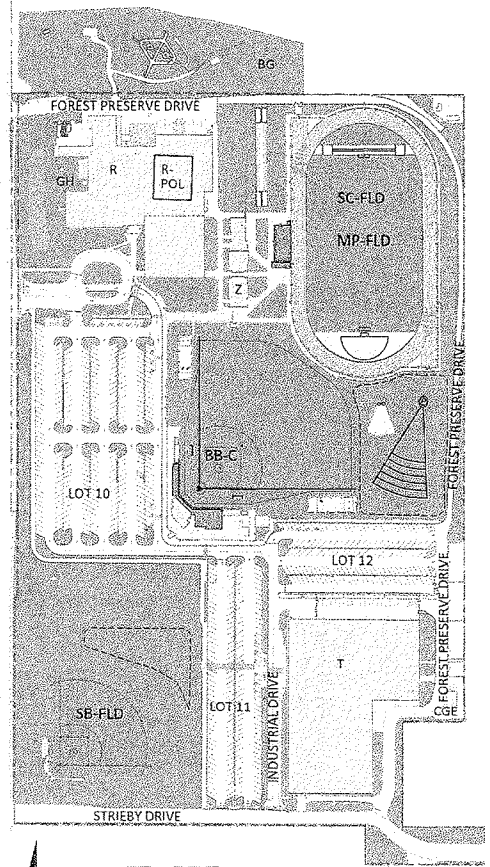 BG
FOREST PRESERVE DRIVE
R
R-
POL
GH
SC-FLD
MP-FLD
Z
FOREST PRESERVE DRIVE
BB-C
LOT 10
LOT 12
FOREST PRESERVE DRIVE
T
LOT 11
INDUSTRIAL DRIVE
SB-FLD
CGE
STRIEBY DRIVE